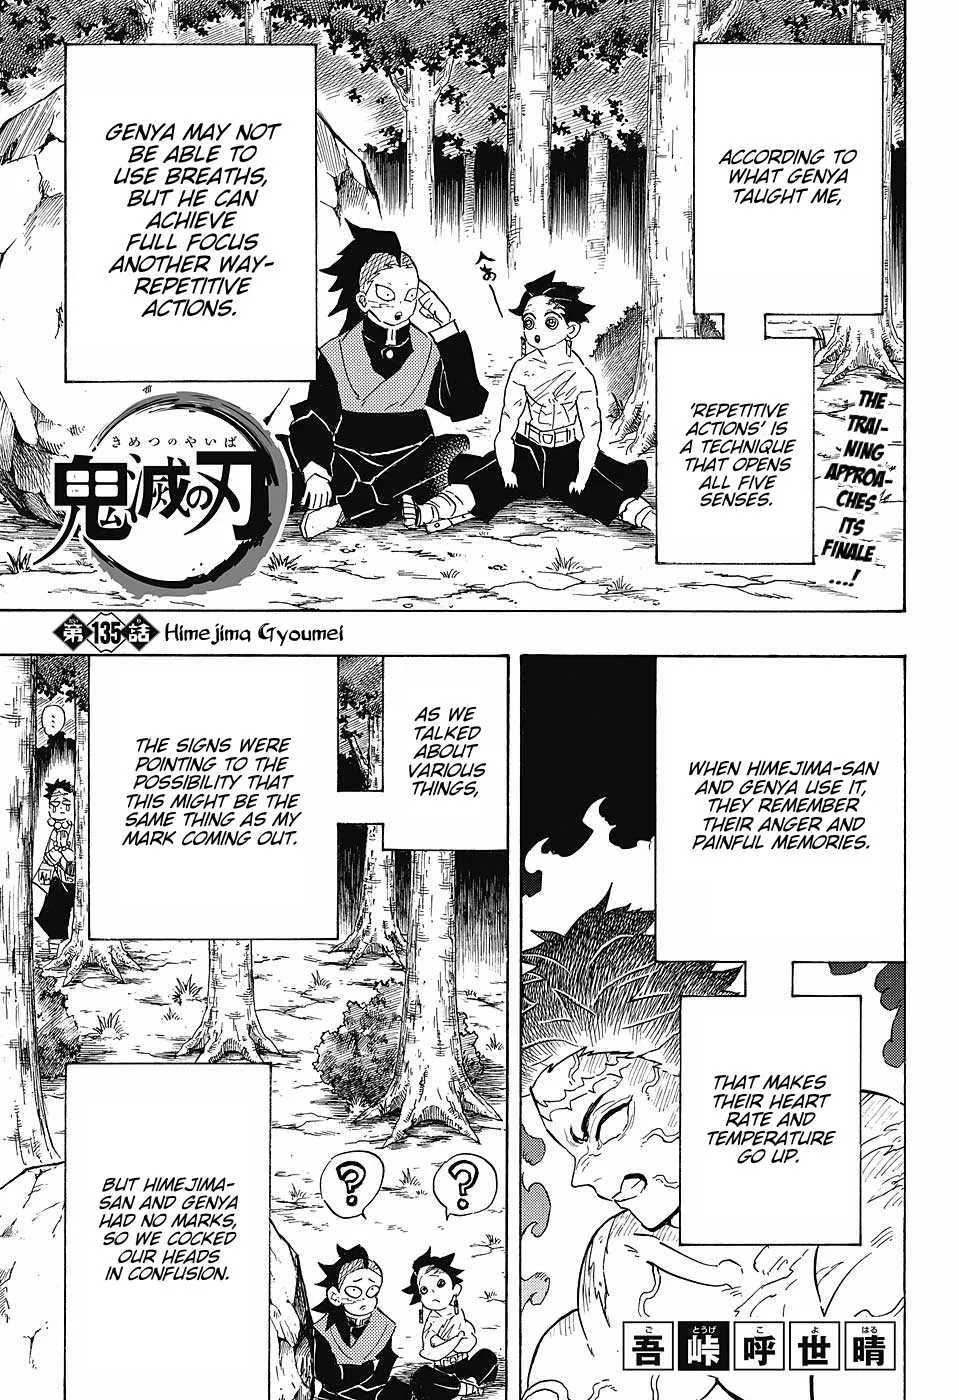 ACCORDING TO
WHAT GENYA
TAUGHT ME,
'REPETITIVE
ACTIONS' IS
A TECHNIQUE
THAT OPENS
ALL FIVE
SENSES.
THE
TRAI-
NING
APPROA-
CHES
ITS
FINALE
....!
へぁー
GENYA MAY NOT
BE ABLE TO
USE BREATHS,
BUT HE CAN
ACHIEVE
FULL FOCUS
ANOTHER WAY-
REPETITIVE
ACTIONS.
きめつのやいば
鬼滅の刃
第135話 Himejima Gyoumei
WHEN HIMEJIMA-SAN
AND GENYA USE IT,
THEY REMEMBER
THEIR ANGER AND
PAINFUL MEMORIES.
THAT MAKES
THEIR HEART
RATE AND
TEMPERATURE
GO UP.
ご とうげ こ よ はる
吾峠呼世晴
AS WE
TALKED
ABOUT
VARIOUS
THINGS,
THE SIGNS WERE
POINTING TO THE
POSSIBILITY THAT
THIS MIGHT BE THE
SAME THING AS MY
MARK COMING OUT.
...
BUT HIMEJIMA-
SAN AND GENYA
HAD NO MARKS,
SO WE COCKED
OUR HEADS
IN CONFUSION.
?
?